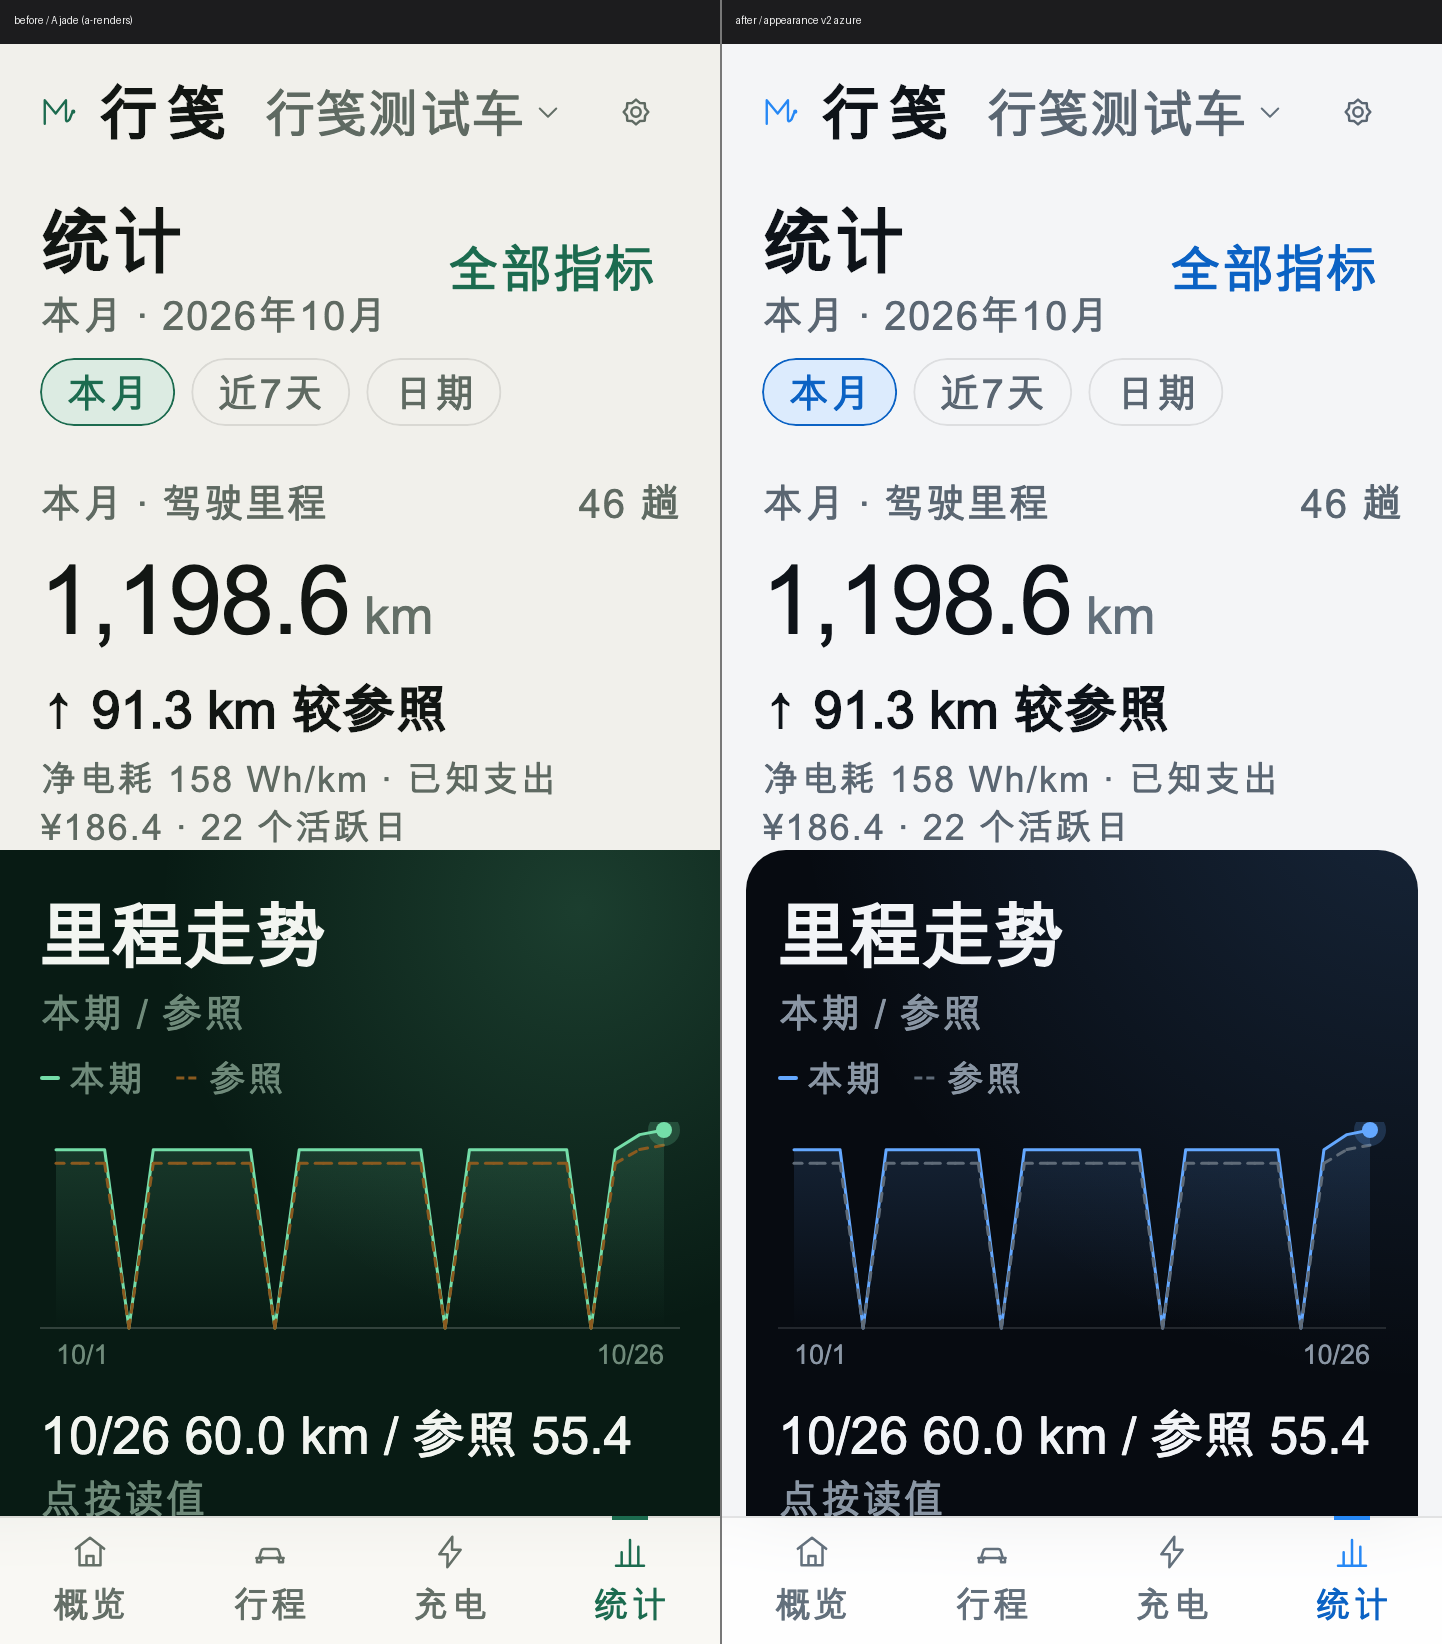 before / A jade (a-renders)
行笺 行笺测试车
统计
全部指标
本月 · 2026年10月
本月 近7天 日期
本月 · 驾驶里程 46 趟
1,198.6 km
↑ 91.3 km 较参照
净电耗 158 Wh/km · 已知支出
¥186.4 · 22 个活跃日
里程走势
本期 / 参照
本期 参照
10/1 10/26
10/26 60.0 km / 参照 55.4
点按读值
概览 行程 充电 统计
after / appearance v2 azure
行笺 行笺测试车
统计
全部指标
本月 · 2026年10月
本月 近7天 日期
本月 · 驾驶里程 46 趟
1,198.6 km
↑ 91.3 km 较参照
净电耗 158 Wh/km · 已知支出
¥186.4 · 22 个活跃日
里程走势
本期 / 参照
本期 参照
10/1 10/26
10/26 60.0 km / 参照 55.4
点按读值
概览 行程 充电 统计